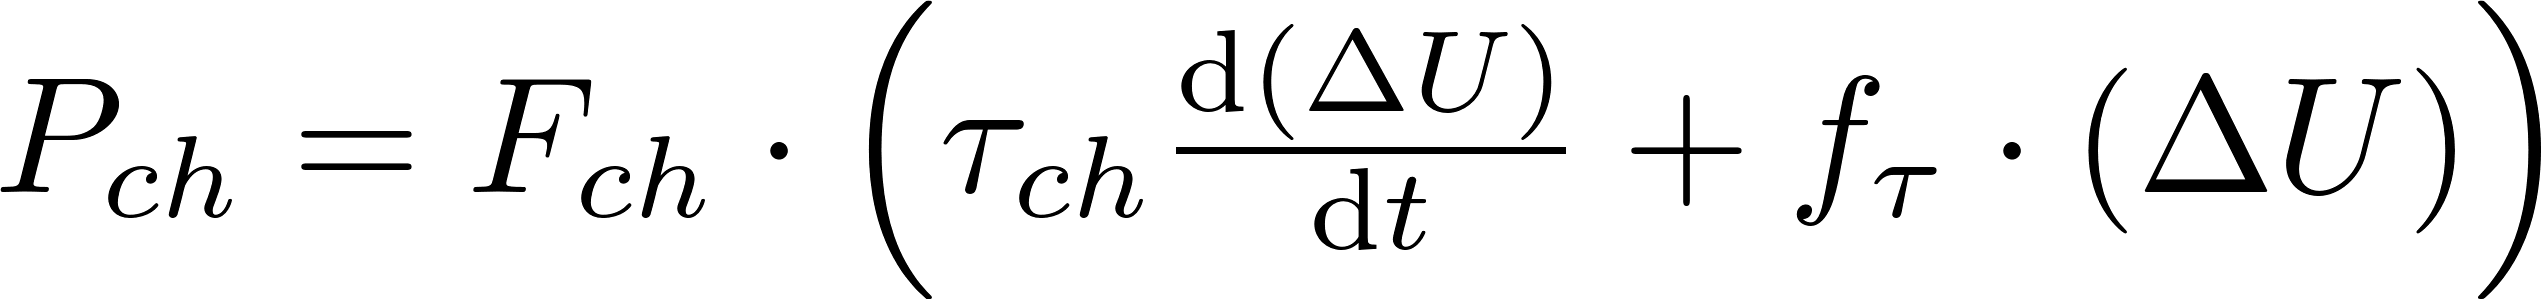 $P_{ch} = F_{ch} \cdot \left( \tau_{ch} \frac{\mathrm{d}(\Delta U)}{\mathrm{d}t} + f_{\tau} \cdot (\Delta U) \right)$